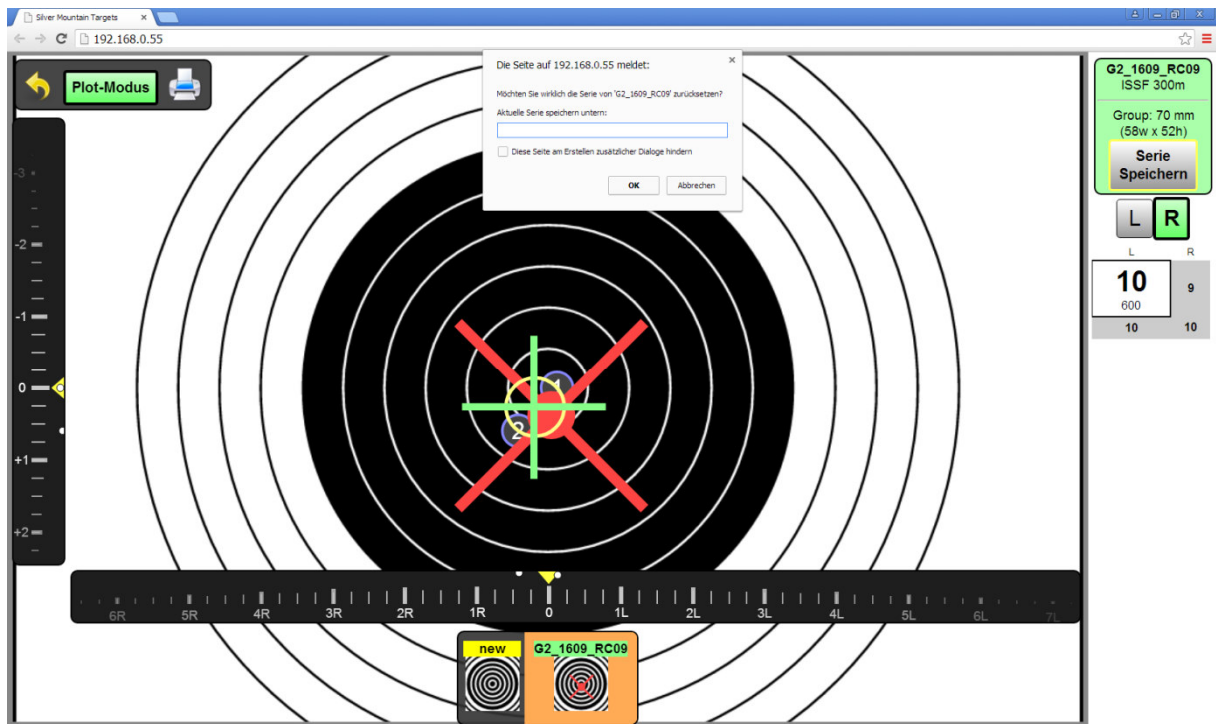 Silver Mountain Targets
192.168.0.55
Plot-Modus
Die Seite auf 192.168.0.55 meldet:
Möchten Sie wirklich die Serie von 'G2_1609_RC09' zurücksetzen?
Aktuelle Serie speichern untern:
Diese Seite am Erstellen zusätzlicher Dialoge hindern
OK
Abbrechen
G2_1609_RC09
ISSF 300m
Group: 70 mm
(58w x 52h)
Serie
Speichern
L R
L R
10 9
600
10 10
-3
-2
-1
0
+1
+2
1
2
6R 5R 4R 3R 2R 1R 0 1L 2L 3L 4L 5L 6L 7L
new
G2_1609_RC09